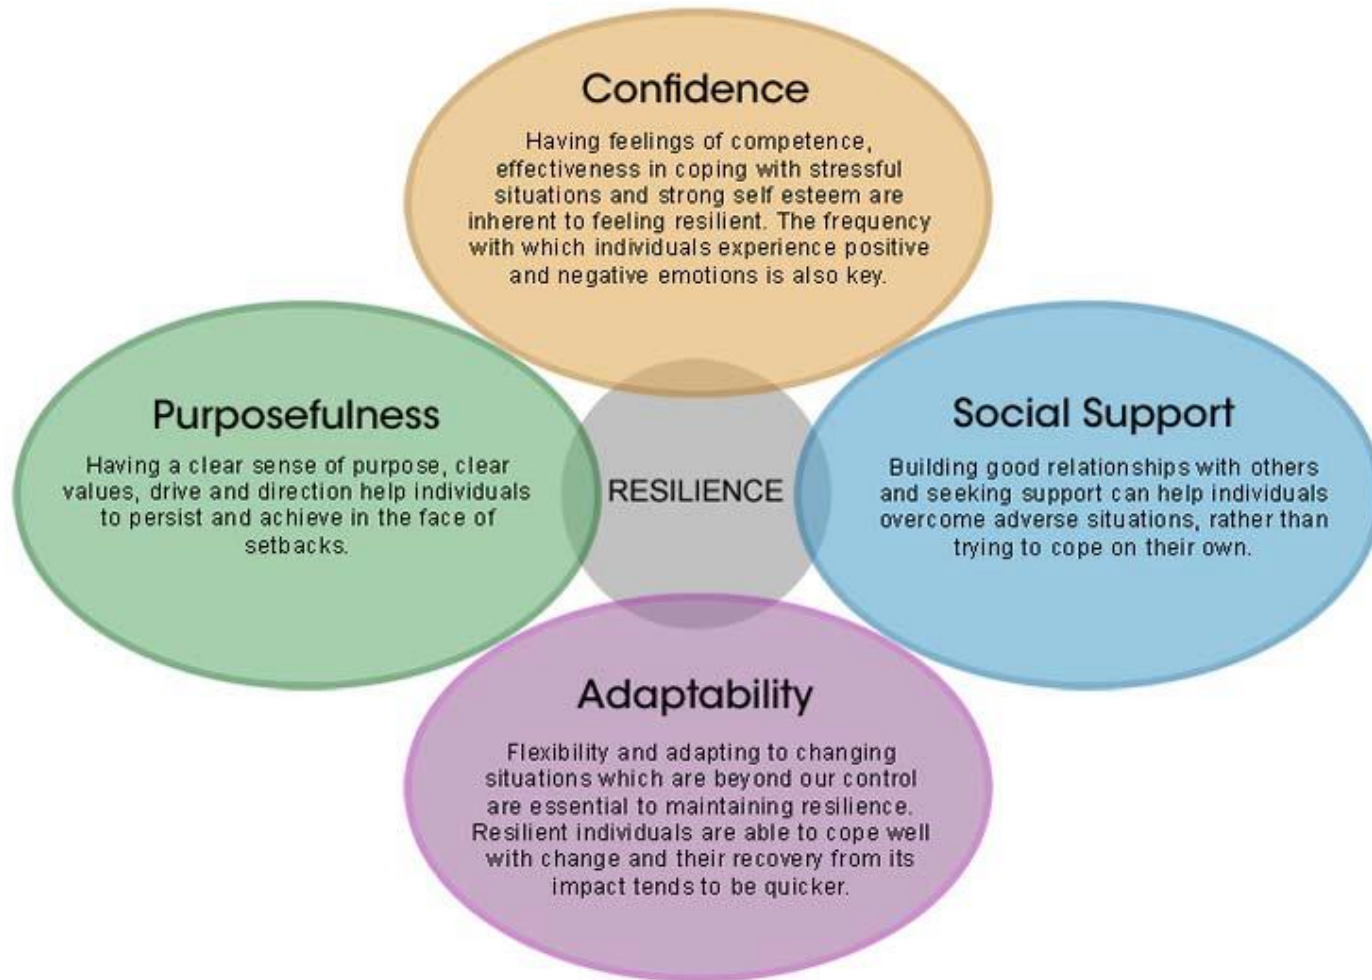 Confidence
Having feelings of competence,
effectiveness in coping with stressful
situations and strong self esteem are
inherent to feeling resilient. The frequency
with which individuals experience positive
and negative emotions is also key.
Purposefulness
Having a clear sense of purpose, clear
values, drive and direction help individuals
to persist and achieve in the face of
setbacks.
RESILIENCE
Social Support
Building good relationships with others
and seeking support can help individuals
overcome adverse situations, rather than
trying to cope on their own.
Adaptability
Flexibility and adapting to changing
situations which are beyond our control
are essential to maintaining resilience.
Resilient individuals are able to cope well
with change and their recovery from its
impact tends to be quicker.